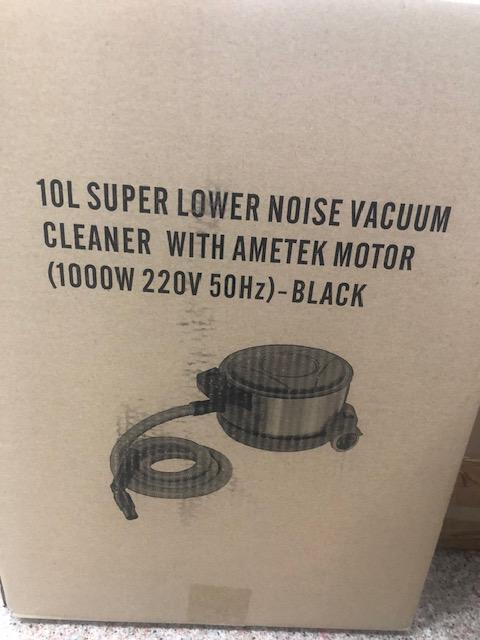 10L SUPER LOWER NOISE VACUUM
CLEANER WITH AMETEK MOTOR
(1000W 220V 50Hz)-BLACK